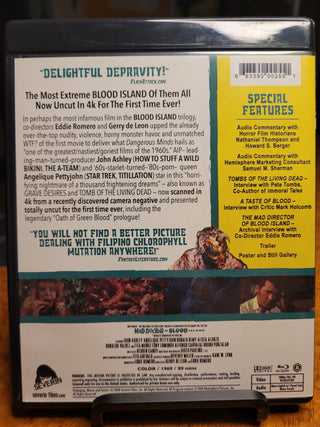 "DELIGHTFUL DEPRAVITY!"
FLICKATTACK.COM
The Most Extreme BLOOD ISLAND Of Them All
Now Uncut In 4k For The First Time Ever!
In perhaps the most infamous film in the BLOOD ISLAND trilogy,
co-directors Eddie Romero and Gerry de Leon upped the already
over-the-top nudity, violence, horny monster havoc and unmatched
WTF? of the first movie to deliver what Dangerous Minds hails as
"one of the greatest/nastiest/goriest films of the 1960s." AIP-
leading-man-turned-producer John Ashley (HOW TO STUFF A WILD
BIKINI, THE A-TEAM) and '60s-starlet-turned-'80s-porn-queen
Angelique Pettyjohn (STAR TREK, TITILLATION) star in this "horri-
fying nightmare of a thousand frightening dreams" – also known as
GRAVE DESIRES and TOMB OF THE LIVING DEAD – now scanned in
4k from a recently discovered camera negative and presented
totally uncut for the first time ever, including the
legendary "Oath of Green Blood" prologue!
"YOU WILL NOT FIND A BETTER PICTURE
DEALING WITH FILIPINO CHLOROPHYLL
MUTATION ANYWHERE!"
FANTASYLITERATURE.COM
SPECIAL
FEATURES
Audio Commentary with
Horror Film Historians
Nathaniel Thompson and
Howard S. Berger
Audio Commentary with
Hemisphere Marketing Consultant
Samuel M. Sherman
TOMBS OF THE LIVING DEAD –
Interview with Pete Tombs,
Co-Author of Immoral Tales
A TASTE OF BLOOD –
Interview with Critic Mark Holcomb
THE MAD DIRECTOR
OF BLOOD ISLAND –
Archival Interview with
Co-Director Eddie Romero
Trailer
Poster and Still Gallery
MAD DOCTOR OF BLOOD ISLAND
COLOR / 1969 / 89 MINS
SEVERIN
severin-films.com
Video
Audio